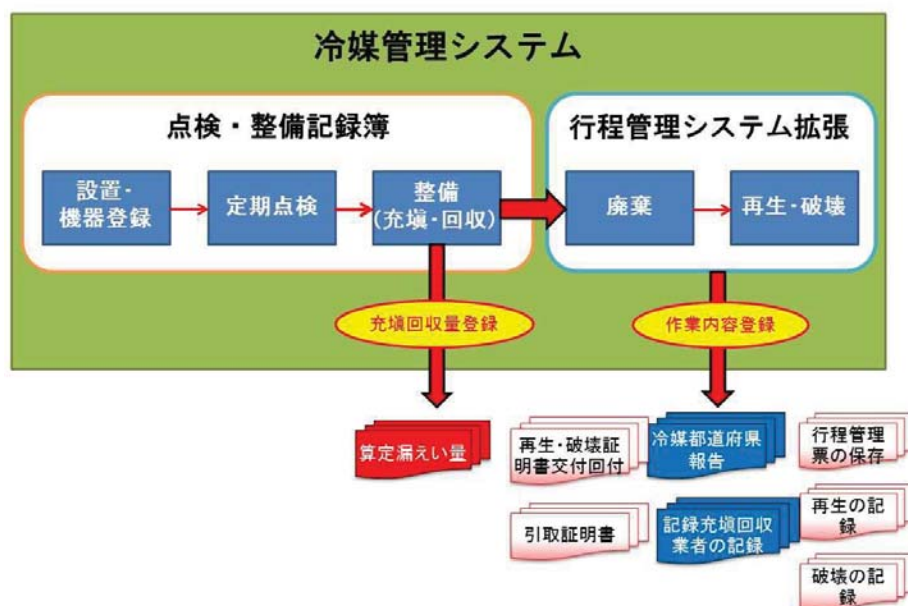 冷媒管理システム
点検・整備記録簿
行程管理システム拡張
設置・
機器登録
定期点検
整備
(充塡・回収)
廃棄
再生・破壊
充塡回収量登録
作業内容登録
算定漏えい量
再生・破壊証
明書交付回付
冷媒都道府県
報告
行程管理
票の保存
引取証明書
記録充塡回収
業者の記録
再生の記
録
破壊の記
録